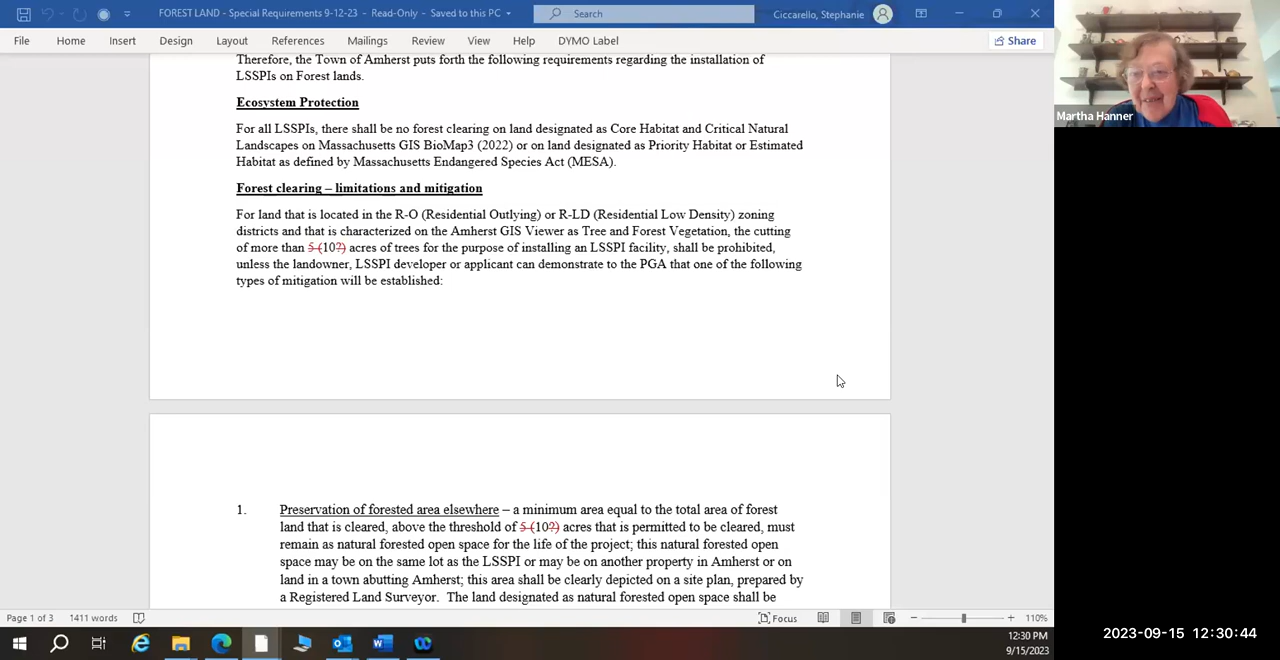 FOREST LAND - Special Requirements 9-12-23 - Read-Only - Saved to this PC
Search
Ciccarello, Stephanie
File Home Insert Design Layout References Mailings Review View Help DYMO Label Share
Therefore, the Town of Amherst puts forth the following requirements regarding the installation of
LSSPIs on Forest lands.
Ecosystem Protection
For all LSSPIs, there shall be no forest clearing on land designated as Core Habitat and Critical Natural
Landscapes on Massachusetts GIS BioMap3 (2022) or on land designated as Priority Habitat or Estimated
Habitat as defined by Massachusetts Endangered Species Act (MESA).
Forest clearing – limitations and mitigation
For land that is located in the R-O (Residential Outlying) or R-LD (Residential Low Density) zoning
districts and that is characterized on the Amherst GIS Viewer as Tree and Forest Vegetation, the cutting
of more than 5 (10?) acres of trees for the purpose of installing an LSSPI facility, shall be prohibited,
unless the landowner, LSSPI developer or applicant can demonstrate to the PGA that one of the following
types of mitigation will be established:
1. Preservation of forested area elsewhere – a minimum area equal to the total area of forest
land that is cleared, above the threshold of 5 (10?) acres that is permitted to be cleared, must
remain as natural forested open space for the life of the project; this natural forested open
space may be on the same lot as the LSSPI or may be on another property in Amherst or on
land in a town abutting Amherst; this area shall be clearly depicted on a site plan, prepared by
a Registered Land Surveyor. The land designated as natural forested open space shall be
Page 1 of 3 1411 words Focus 110%
12:30 PM
9/15/2023
Martha Hanner
2023-09-15 12:30:44